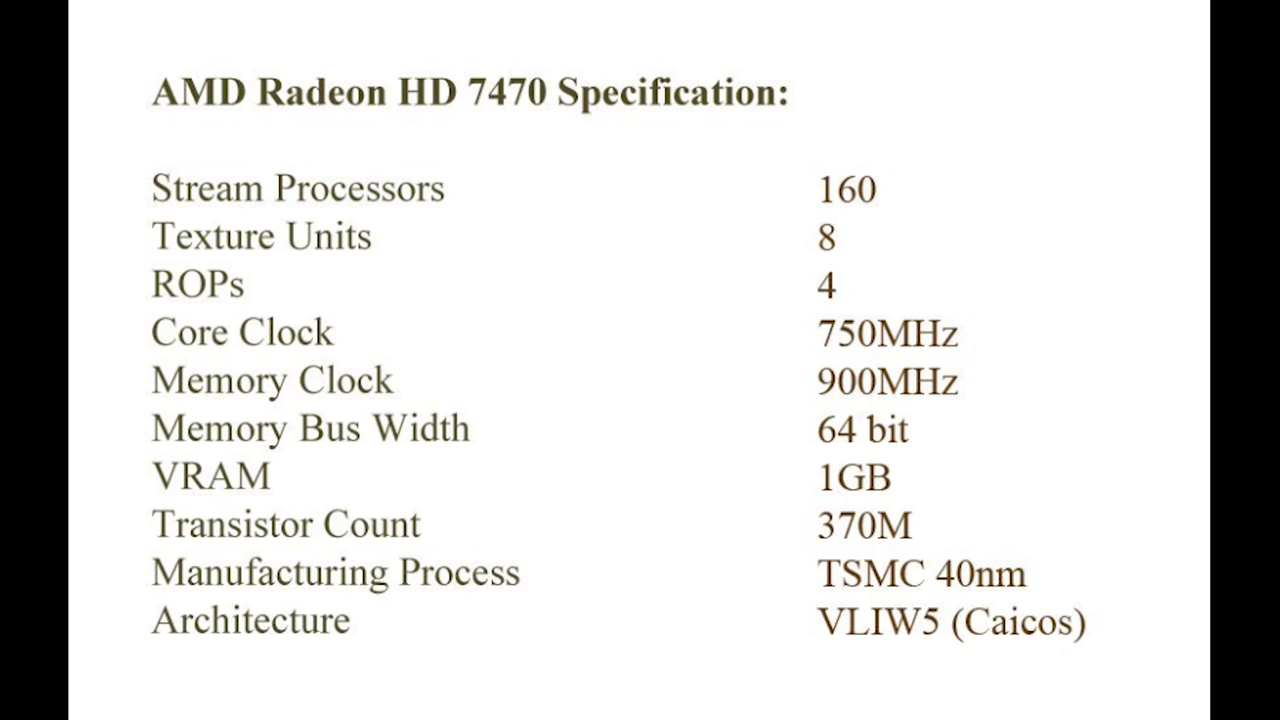 AMD Radeon HD 7470 Specification:
Stream Processors 160
Texture Units 8
ROPs 4
Core Clock 750MHz
Memory Clock 900MHz
Memory Bus Width 64 bit
VRAM 1GB
Transistor Count 370M
Manufacturing Process TSMC 40nm
Architecture VLIW5 (Caicos)